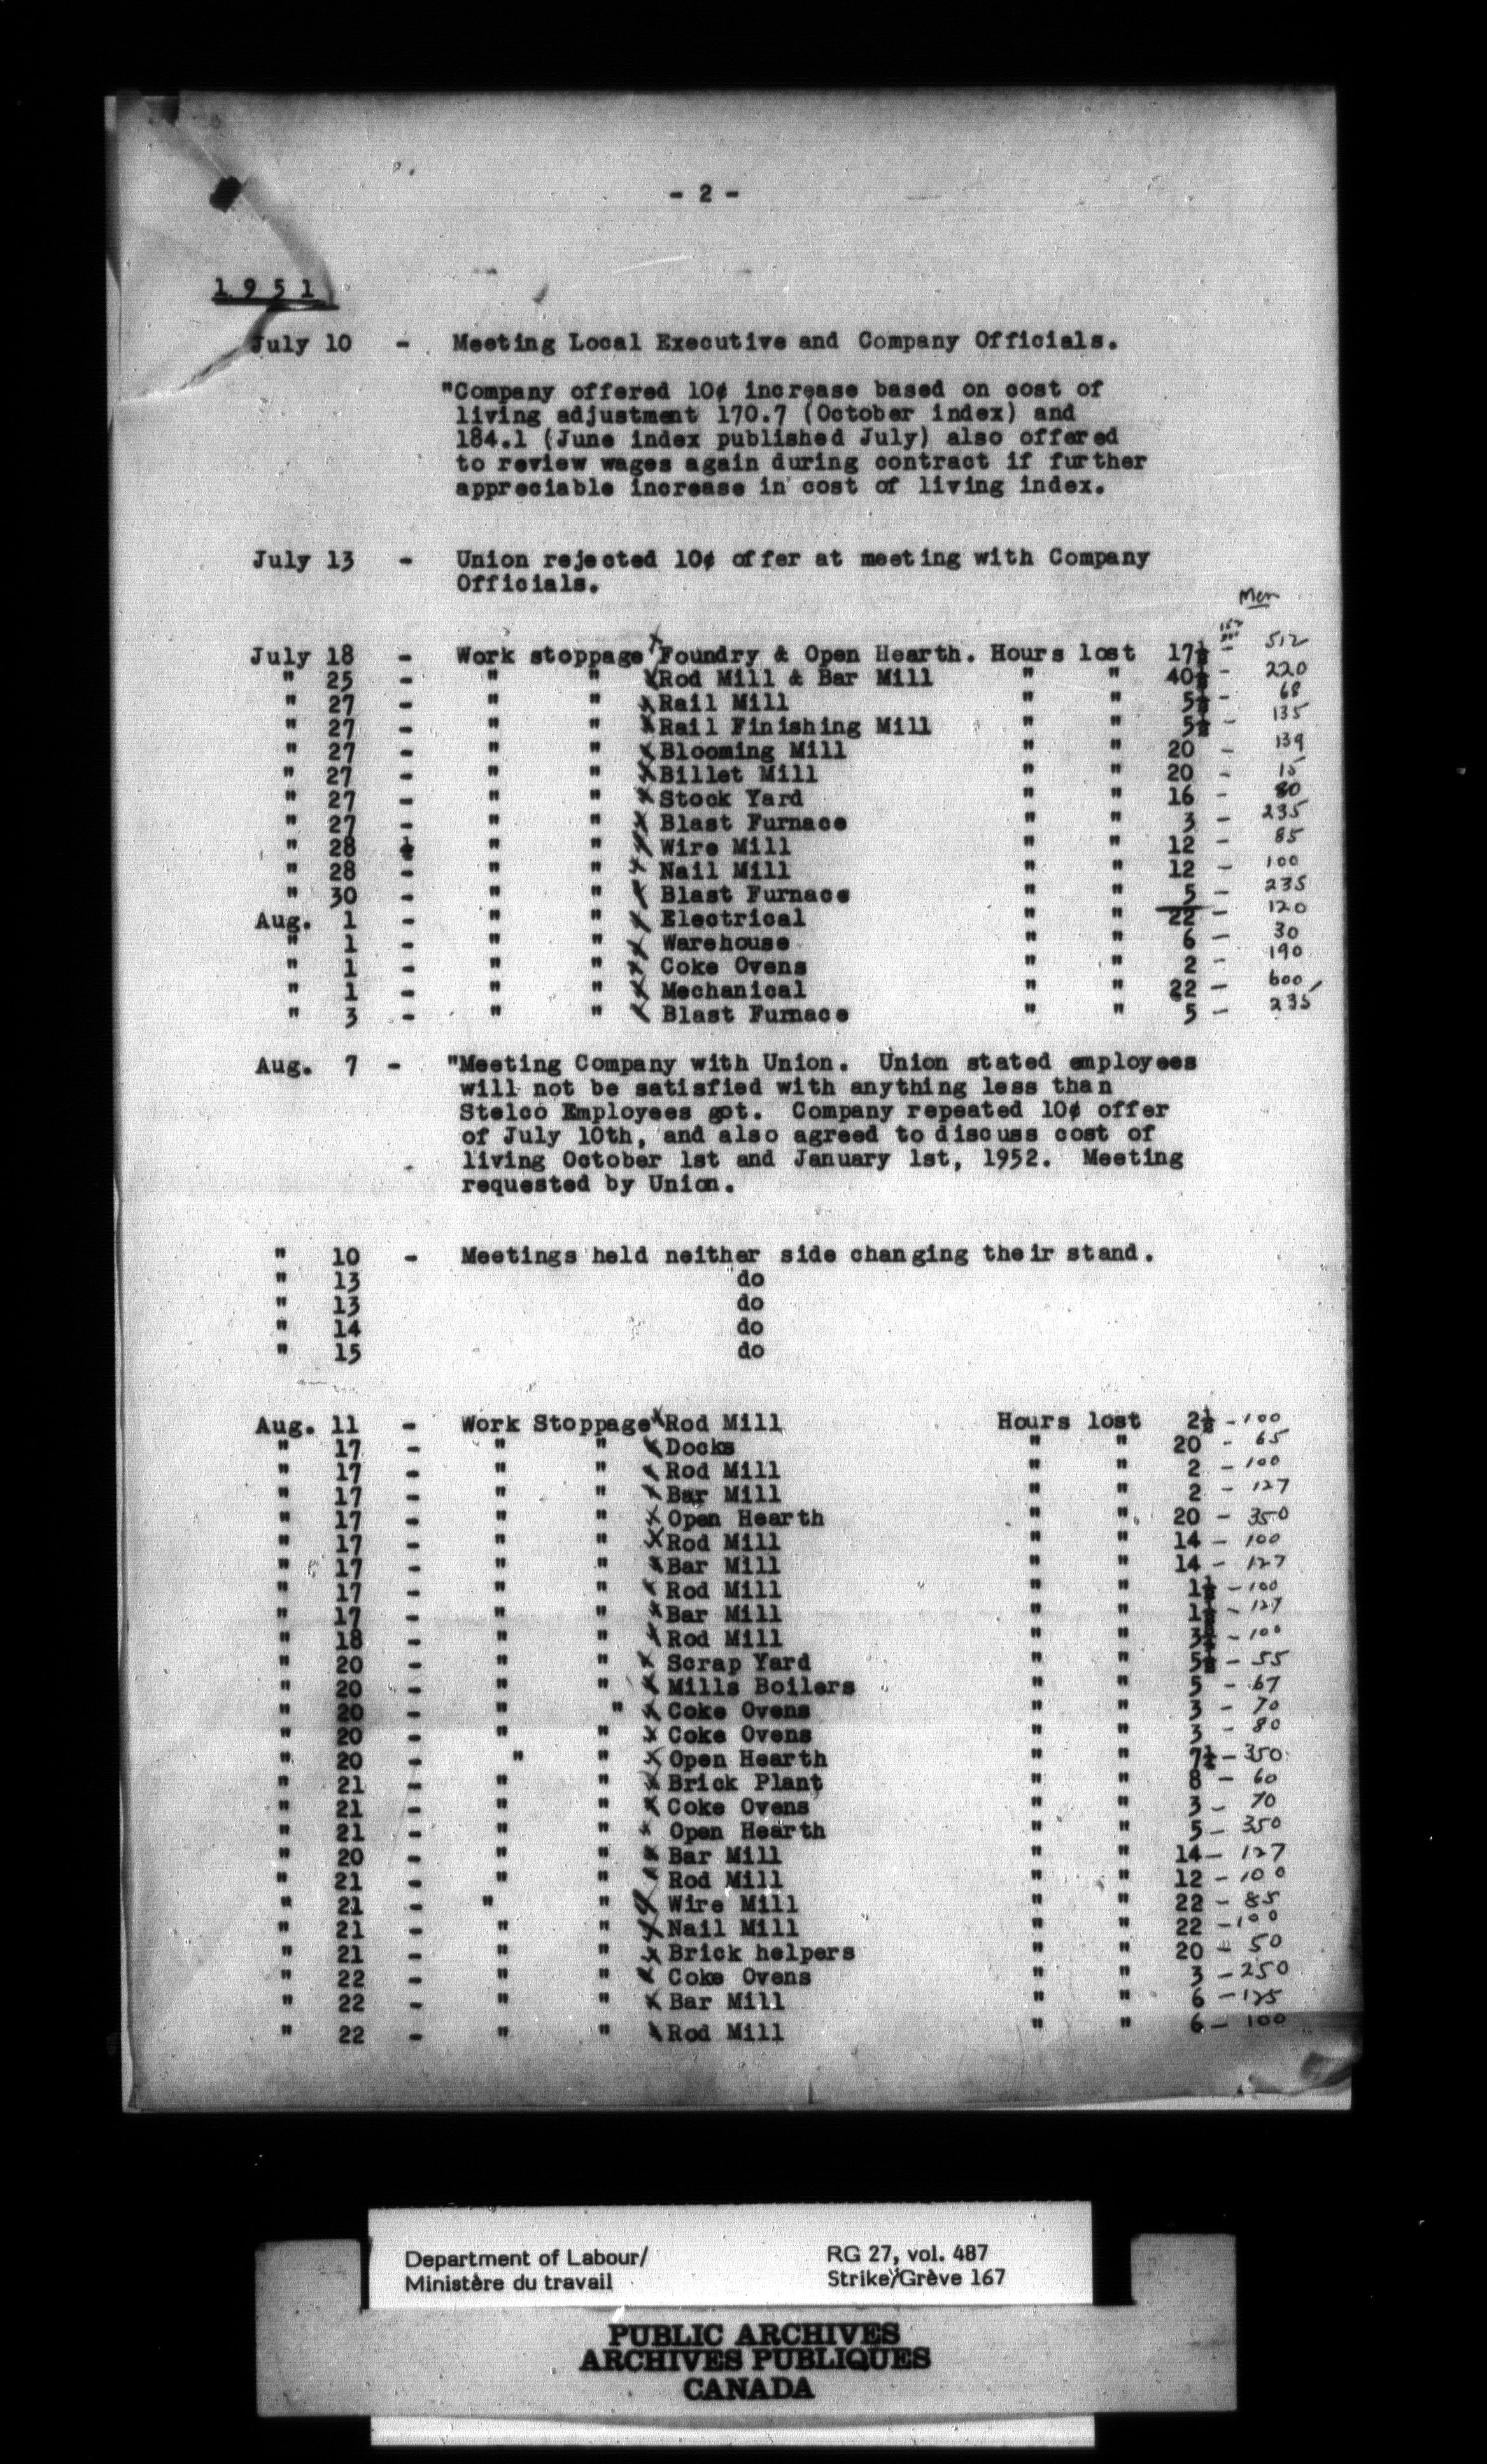 - 2 -
1 9 5 1
July 10 - Meeting Local Executive and Company Officials.
"Company offered 10¢ increase based on cost of
living adjustment 170.7 (October index) and
184.1 (June index published July) also offered
to review wages again during contract if further
appreciable increase in cost of living index.
July 13 - Union rejected 10¢ offer at meeting with Company
Officials.
Men
July 18 - Work stoppage x Foundry & Open Hearth. Hours lost 17½ - 512
" 25 - " " x Rod Mill & Bar Mill " " 40½ - 220
" 27 - " " x Rail Mill " " 5½ - 68
" 27 - " " x Rail Finishing Mill " " 5½ - 135
" 27 - " " x Blooming Mill " " 20 - 139
" 27 - " " x Billet Mill " " 20 - 15
" 27 - " " x Stock Yard " " 16 - 80
" 27 - " " x Blast Furnace " " 3 - 235
" 28 - " " x Wire Mill " " 12 - 85
" 28 - " " x Nail Mill " " 12 - 100
" 30 - " " x Blast Furnace " " 5 - 235
Aug. 1 - " " x Electrical " " 22 - 120
" 1 - " " x Warehouse " " 6 - 30
" 1 - " " x Coke Ovens " " 2 - 190
" 1 - " " x Mechanical " " 22 - 600
" 3 - " " x Blast Furnace " " 5 - 235
Aug. 7 - "Meeting Company with Union. Union stated employees
will not be satisfied with anything less than
Stelco Employees got. Company repeated 10¢ offer
of July 10th, and also agreed to discuss cost of
living October 1st and January 1st, 1952. Meeting
requested by Union.
" 10 - Meetings held neither side changing their stand.
" 13 do
" 13 do
" 14 do
" 15 do
Aug. 11 - Work Stoppage x Rod Mill Hours lost 2½ - 100
" 17 - " " x Docks " " 20 - 65
" 17 - " " x Rod Mill " " 2 - 100
" 17 - " " x Bar Mill " " 2 - 127
" 17 - " " x Open Hearth " " 20 - 350
" 17 - " " x Rod Mill " " 14 - 100
" 17 - " " x Bar Mill " " 14 - 127
" 17 - " " x Rod Mill " " 1½ - 100
" 17 - " " x Bar Mill " " 1½ - 127
" 18 - " " x Rod Mill " " 3½ - 100
" 20 - " " x Scrap Yard " " 5½ - 55
" 20 - " " x Mills Boilers " " 5 - 67
" 20 - " " x Coke Ovens " " 3 - 70
" 20 - " " x Coke Ovens " " 3 - 80
" 20 - " " x Open Hearth " " 7½ - 350
" 21 - " " x Brick Plant " " 8 - 60
" 21 - " " x Coke Ovens " " 3 - 70
" 21 - " " x Open Hearth " " 5 - 350
" 20 - " " x Bar Mill " " 14 - 127
" 21 - " " x Rod Mill " " 12 - 100
" 21 - " " x Wire Mill " " 22 - 85
" 21 - " " x Nail Mill " " 22 - 100
" 21 - " " x Brick helpers " " 20 - 50
" 22 - " " x Coke Ovens " " 3 - 250
" 22 - " " x Bar Mill " " 6 - 125
" 22 - " " x Rod Mill " " 6 - 100
Department of Labour/ RG 27, vol. 487
Ministère du travail Strike/Grève 167
PUBLIC ARCHIVES
ARCHIVES PUBLIQUES
CANADA